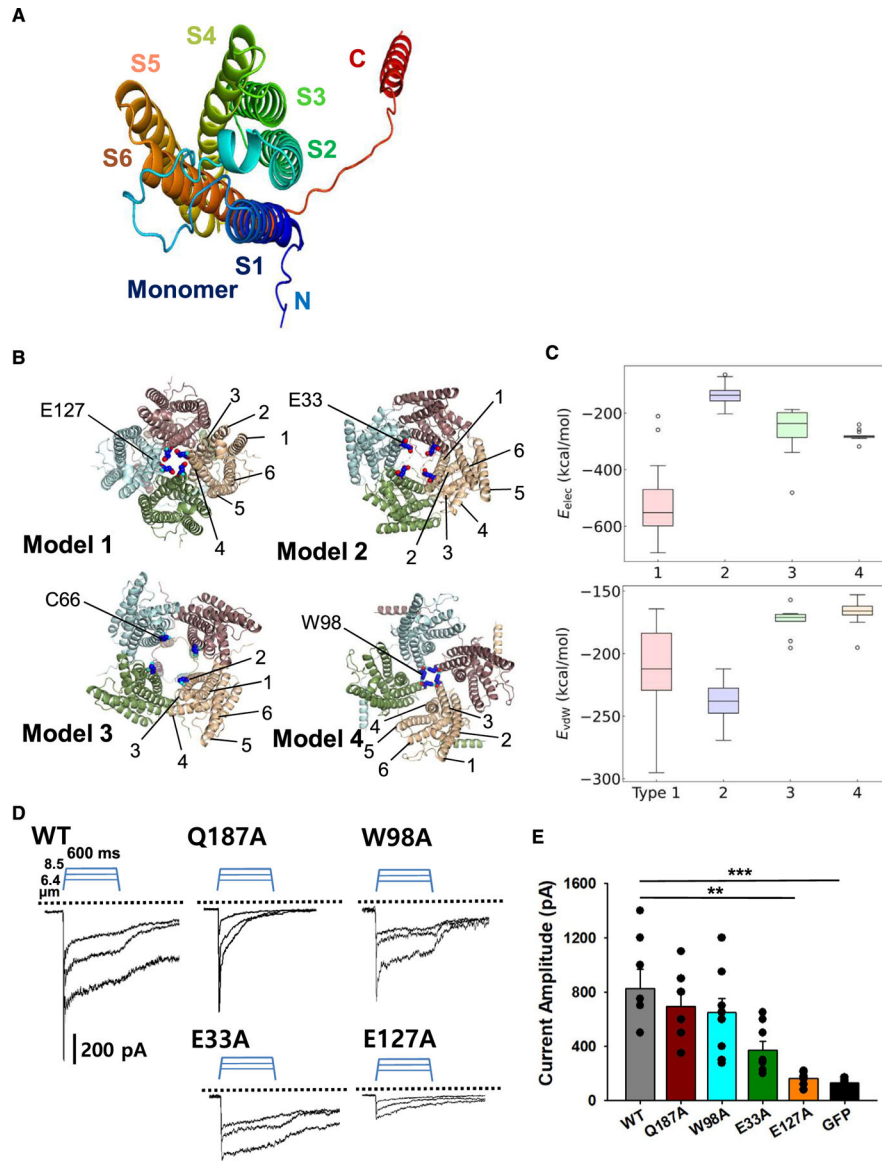 A
S4
S5
C
S3
S6
S2
S1
Monomer
N
B
3
2
E127
1
6
5
4
Model 1
E33
1
6
5
4
3
2
Model 2
C66
2
1
6
5
4
3
Model 3
W98
4
3
5
2
6
1
Model 4
C
E elec (kcal/mol)
−200
−400
−600
1 2 3 4
E vdW (kcal/mol)
−150
−200
−250
−300
Type 1 2 3 4
D
WT Q187A W98A
600 ms
8.5
6.4
μm
200 pA
E33A E127A
E
***
**
Current Amplitude (pA)
1600
1200
800
400
0
WT Q187A W98A E33A E127A GFP